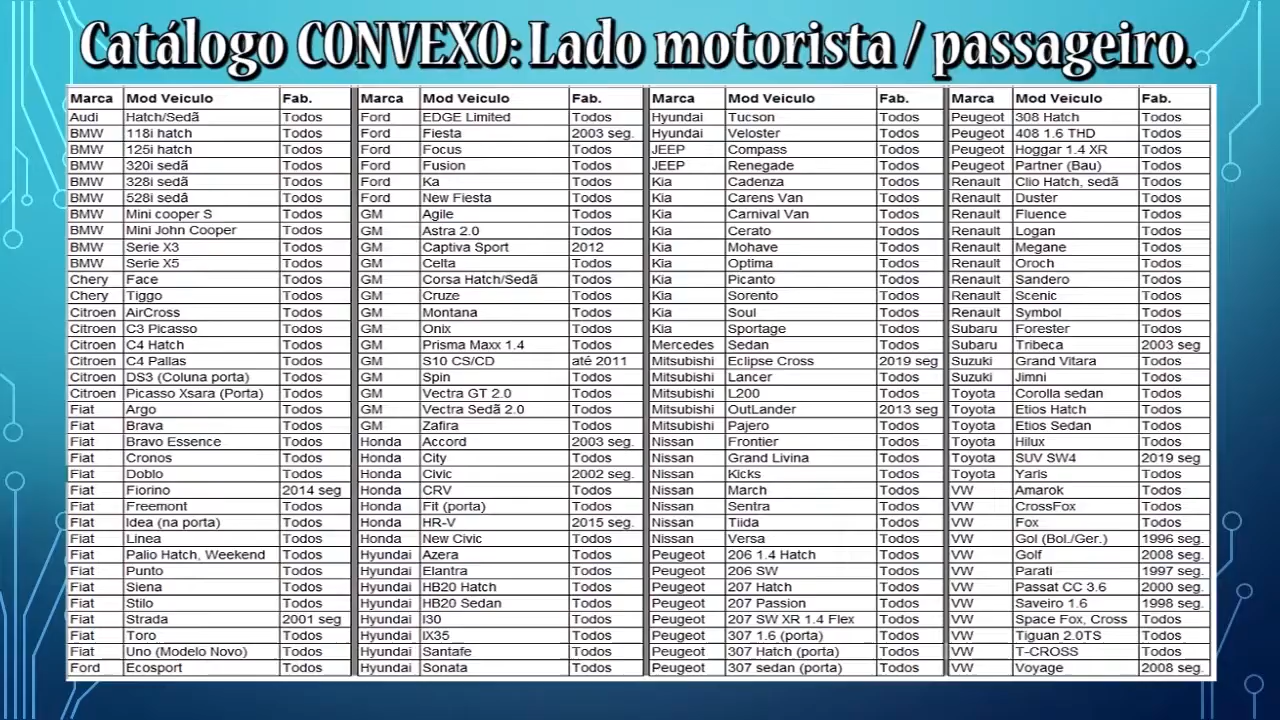 Catálogo CONVEXO: Lado motorista / passageiro.
Marca Mod Veiculo Fab. Marca Mod Veiculo Fab. Marca Mod Veiculo Fab. Marca Mod Veiculo Fab.
Audi Hatch/Sedã Todos Ford EDGE Limited Todos Hyundai Tucson Todos Peugeot 308 Hatch Todos
BMW 118i hatch Todos Ford Fiesta 2003 seg. Hyundai Veloster Todos Peugeot 408 1.6 THD Todos
BMW 125i hatch Todos Ford Focus Todos JEEP Compass Todos Peugeot Hoggar 1.4 XR Todos
BMW 320i sedã Todos Ford Fusion Todos JEEP Renegade Todos Peugeot Partner (Bau) Todos
BMW 328i sedã Todos Ford Ka Todos Kia Cadenza Todos Renault Clio Hatch, sedã Todos
BMW 528i sedã Todos Ford New Fiesta Todos Kia Carens Van Todos Renault Duster Todos
BMW Mini cooper S Todos GM Agile Todos Kia Carnival Van Todos Renault Fluence Todos
BMW Mini John Cooper Todos GM Astra 2.0 Todos Kia Cerato Todos Renault Logan Todos
BMW Serie X3 Todos GM Captiva Sport 2012 Kia Mohave Todos Renault Megane Todos
BMW Serie X5 Todos GM Celta Todos Kia Optima Todos Renault Oroch Todos
Chery Face Todos GM Corsa Hatch/Sedã Todos Kia Picanto Todos Renault Sandero Todos
Chery Tiggo Todos GM Cruze Todos Kia Sorento Todos Renault Scenic Todos
Citroen AirCross Todos GM Montana Todos Kia Soul Todos Renault Symbol Todos
Citroen C3 Picasso Todos GM Onix Todos Kia Sportage Todos Subaru Forester Todos
Citroen C4 Hatch Todos GM Prisma Maxx 1.4 Todos Mercedes Sedan Todos Subaru Tribeca 2003 seg
Citroen C4 Pallas Todos GM S10 CS/CD até 2011 Mitsubishi Eclipse Cross 2019 seg Suzuki Grand Vitara Todos
Citroen DS3 (Coluna porta) Todos GM Spin Todos Mitsubishi Lancer Todos Suzuki Jimni Todos
Citroen Picasso Xsara (Porta) Todos GM Vectra GT 2.0 Todos Mitsubishi L200 Todos Toyota Corolla sedan Todos
Fiat Argo Todos GM Vectra Sedã 2.0 Todos Mitsubishi OutLander 2013 seg Toyota Etios Hatch Todos
Fiat Brava Todos GM Zafira Todos Mitsubishi Pajero Todos Toyota Etios Sedan Todos
Fiat Bravo Essence Todos Honda Accord 2003 seg. Nissan Frontier Todos Toyota Hilux Todos
Fiat Cronos Todos Honda City Todos Nissan Grand Livina Todos Toyota SUV SW4 2019 seg
Fiat Doblo Todos Honda Civic 2002 seg. Nissan Kicks Todos Toyota Yaris Todos
Fiat Fiorino 2014 seg Honda CRV Todos Nissan March Todos VW Amarok Todos
Fiat Freemont Todos Honda Fit (porta) Todos Nissan Sentra Todos VW CrossFox Todos
Fiat Idea (na porta) Todos Honda HR-V 2015 seg. Nissan Tiida Todos VW Fox Todos
Fiat Linea Todos Honda New Civic Todos Nissan Versa Todos VW Gol (Bol./Ger.) 1996 seg.
Fiat Palio Hatch, Weekend Todos Hyundai Azera Todos Peugeot 206 1.4 Hatch Todos VW Golf 2008 seg.
Fiat Punto Todos Hyundai Elantra Todos Peugeot 206 SW Todos VW Parati 1997 seg.
Fiat Siena Todos Hyundai HB20 Hatch Todos Peugeot 207 Hatch Todos VW Passat CC 3.6 2000 seg.
Fiat Stilo Todos Hyundai HB20 Sedan Todos Peugeot 207 Passion Todos VW Saveiro 1.6 1998 seg.
Fiat Strada 2001 seg Hyundai I30 Todos Peugeot 207 SW XR 1.4 Flex Todos VW Space Fox, Cross Todos
Fiat Toro Todos Hyundai IX35 Todos Peugeot 307 1.6 (porta) Todos VW Tiguan 2.0TS Todos
Fiat Uno (Modelo Novo) Todos Hyundai Santafe Todos Peugeot 307 Hatch (porta) Todos VW T-CROSS Todos
Ford Ecosport Todos Hyundai Sonata Todos Peugeot 307 sedan (porta) Todos VW Voyage 2008 seg.